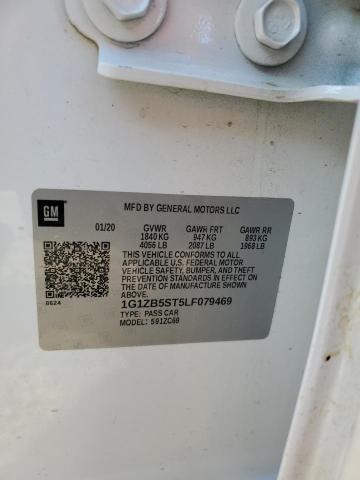 GM
MFD BY GENERAL MOTORS LLC
01/20 GVWR GAWR FRT GAWR RR
1840 KG 947 KG 893 KG
4056 LB 2087 LB 1968 LB
THIS VEHICLE CONFORMS TO ALL
APPLICABLE U.S. FEDERAL MOTOR
VEHICLE SAFETY, BUMPER, AND THEFT
PREVENTION STANDARDS IN EFFECT ON THE
DATE OF MANUFACTURE SHOWN ABOVE.
1G1ZB5ST5LF079469
0624
TYPE: PASS CAR
MODEL: 591ZC69